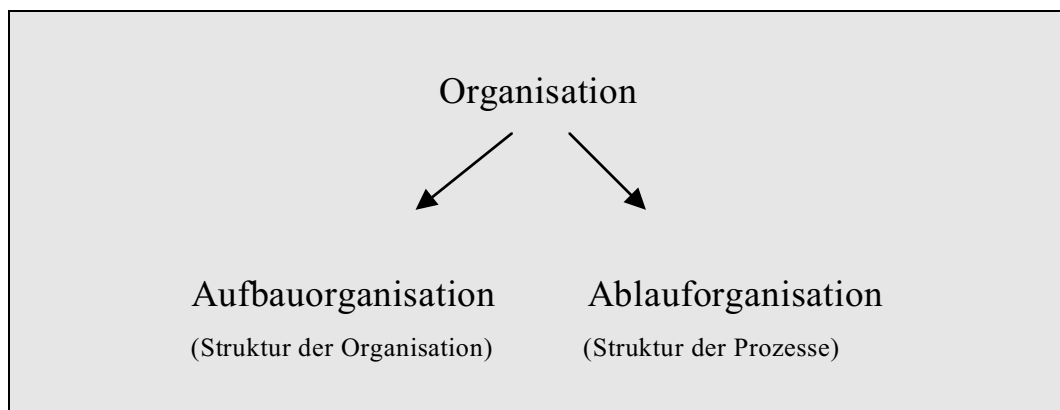 Organisation
Aufbauorganisation Ablauforganisation
(Struktur der Organisation) (Struktur der Prozesse)